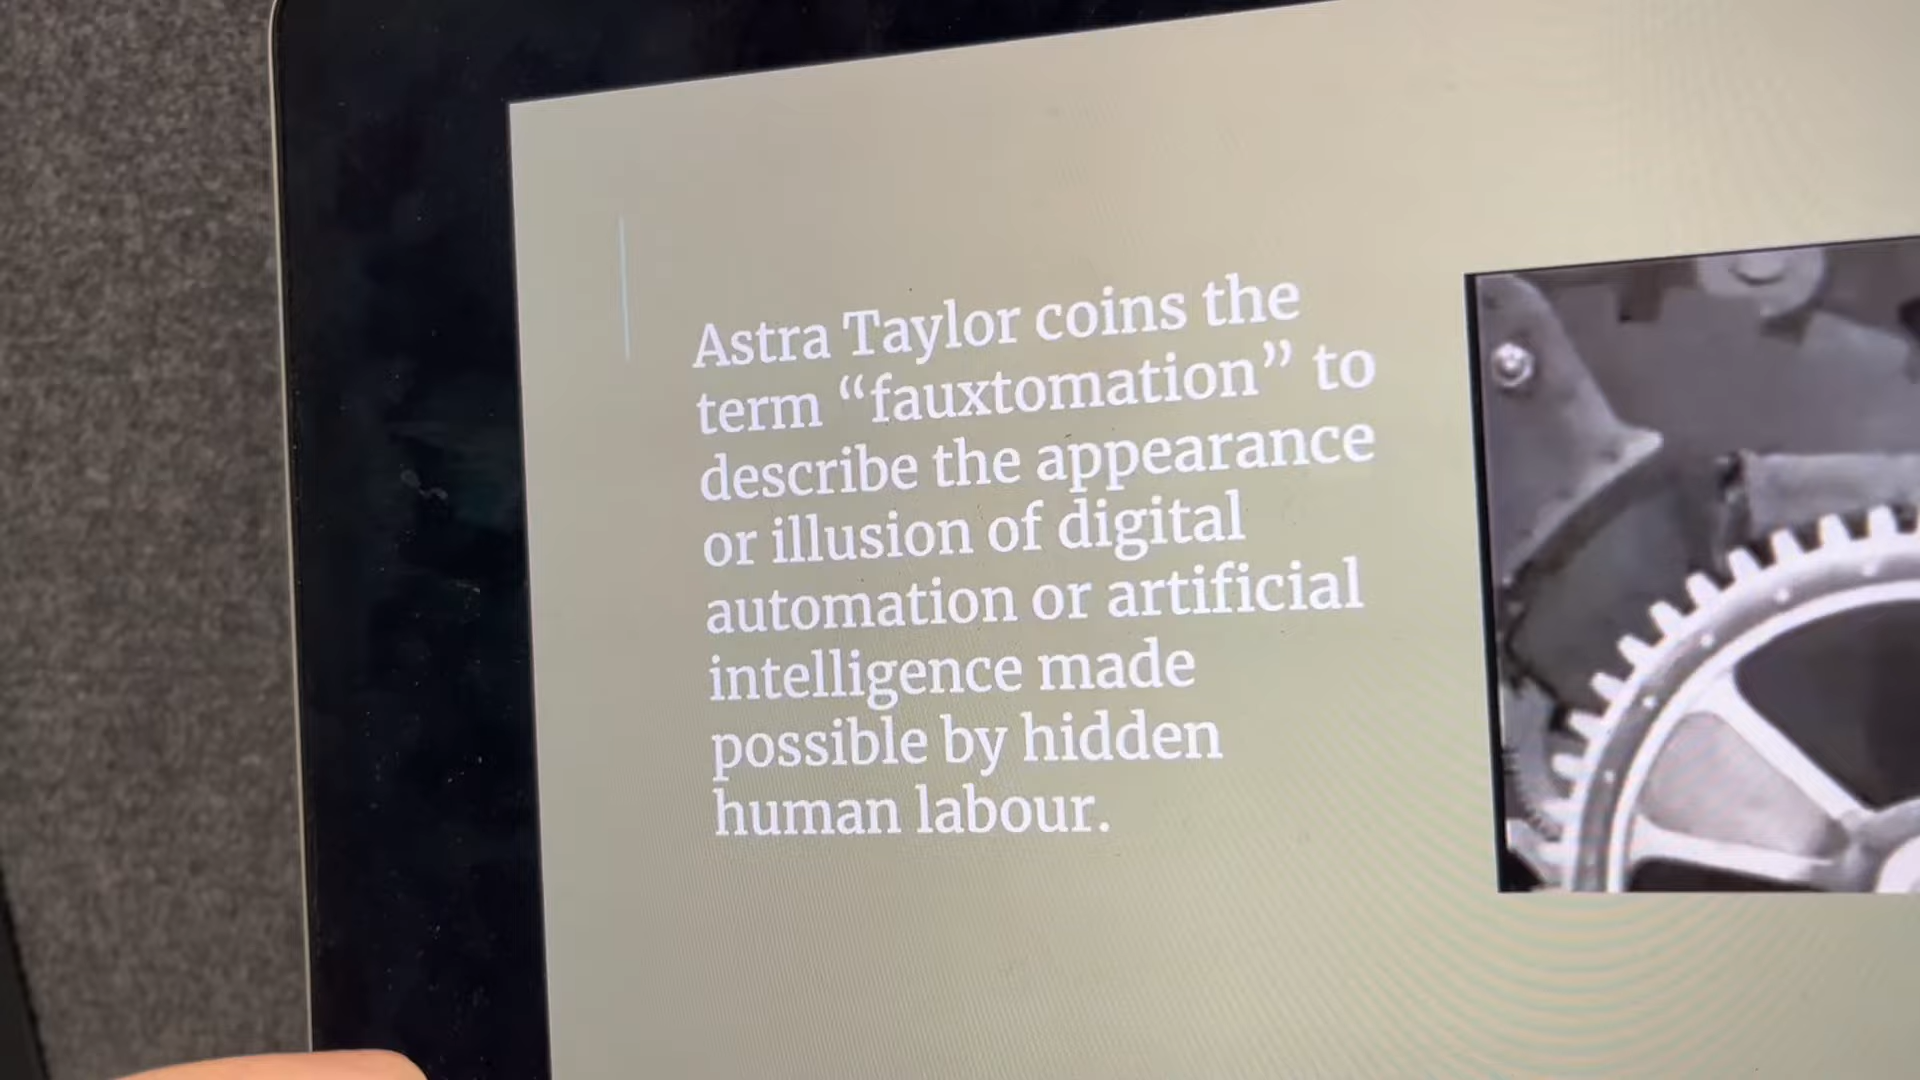 Astra Taylor coins the
term “fauxtomation” to
describe the appearance
or illusion of digital
automation or artificial
intelligence made
possible by hidden
human labour.